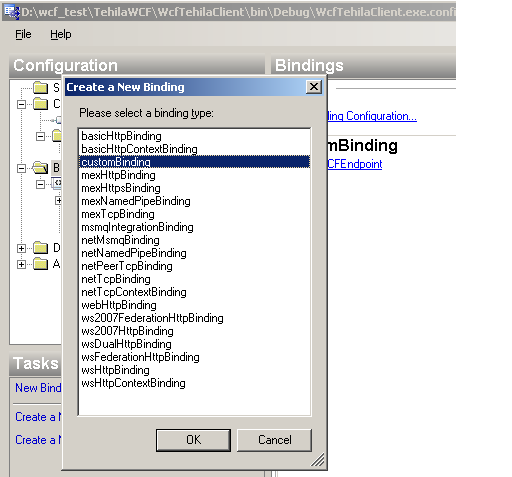 D:\wcf_test\TehilaWCF\WcfTehilaClient\bin\Debug\WcfTehilaClient.exe.confi
File Help
Configuration
Bindings
Create a New Binding
Please select a binding type:
basicHttpBinding
basicHttpContextBinding
customBinding
mexHttpBinding
mexHttpsBinding
mexNamedPipeBinding
mexTcpBinding
msmqIntegrationBinding
netMsmqBinding
netNamedPipeBinding
netPeerTcpBinding
netTcpBinding
netTcpContextBinding
webHttpBinding
ws2007FederationHttpBinding
ws2007HttpBinding
wsDualHttpBinding
wsFederationHttpBinding
wsHttpBinding
wsHttpContextBinding
OK
Cancel
S
C
B
D
A
ding Configuration...
mBinding
CFEndpoint
Tasks
New Bind
Create a N
Create a N